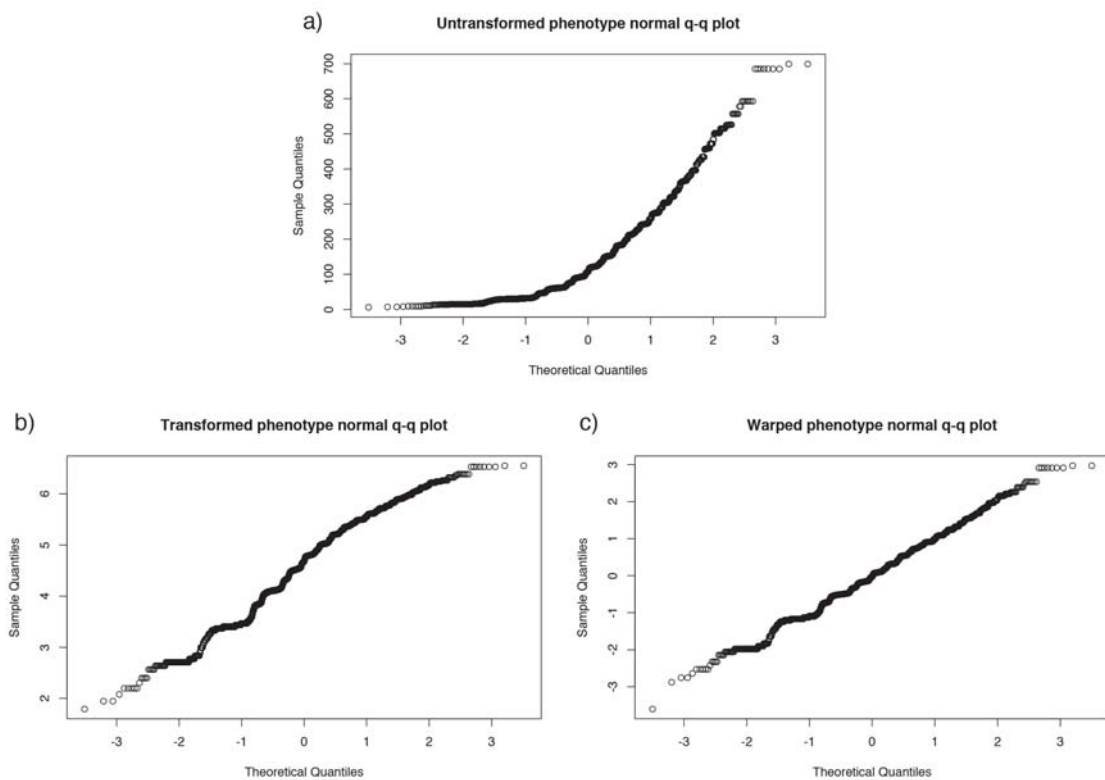 a)
Untransformed phenotype normal q-q plot
700
600
500
400
300
200
100
0
Sample Quantiles
-3 -2 -1 0 1 2 3
Theoretical Quantiles
b)
Transformed phenotype normal q-q plot
6
5
4
3
2
Sample Quantiles
-3 -2 -1 0 1 2 3
Theoretical Quantiles
c)
Warped phenotype normal q-q plot
3
2
1
0
-1
-2
-3
Sample Quantiles
-3 -2 -1 0 1 2 3
Theoretical Quantiles